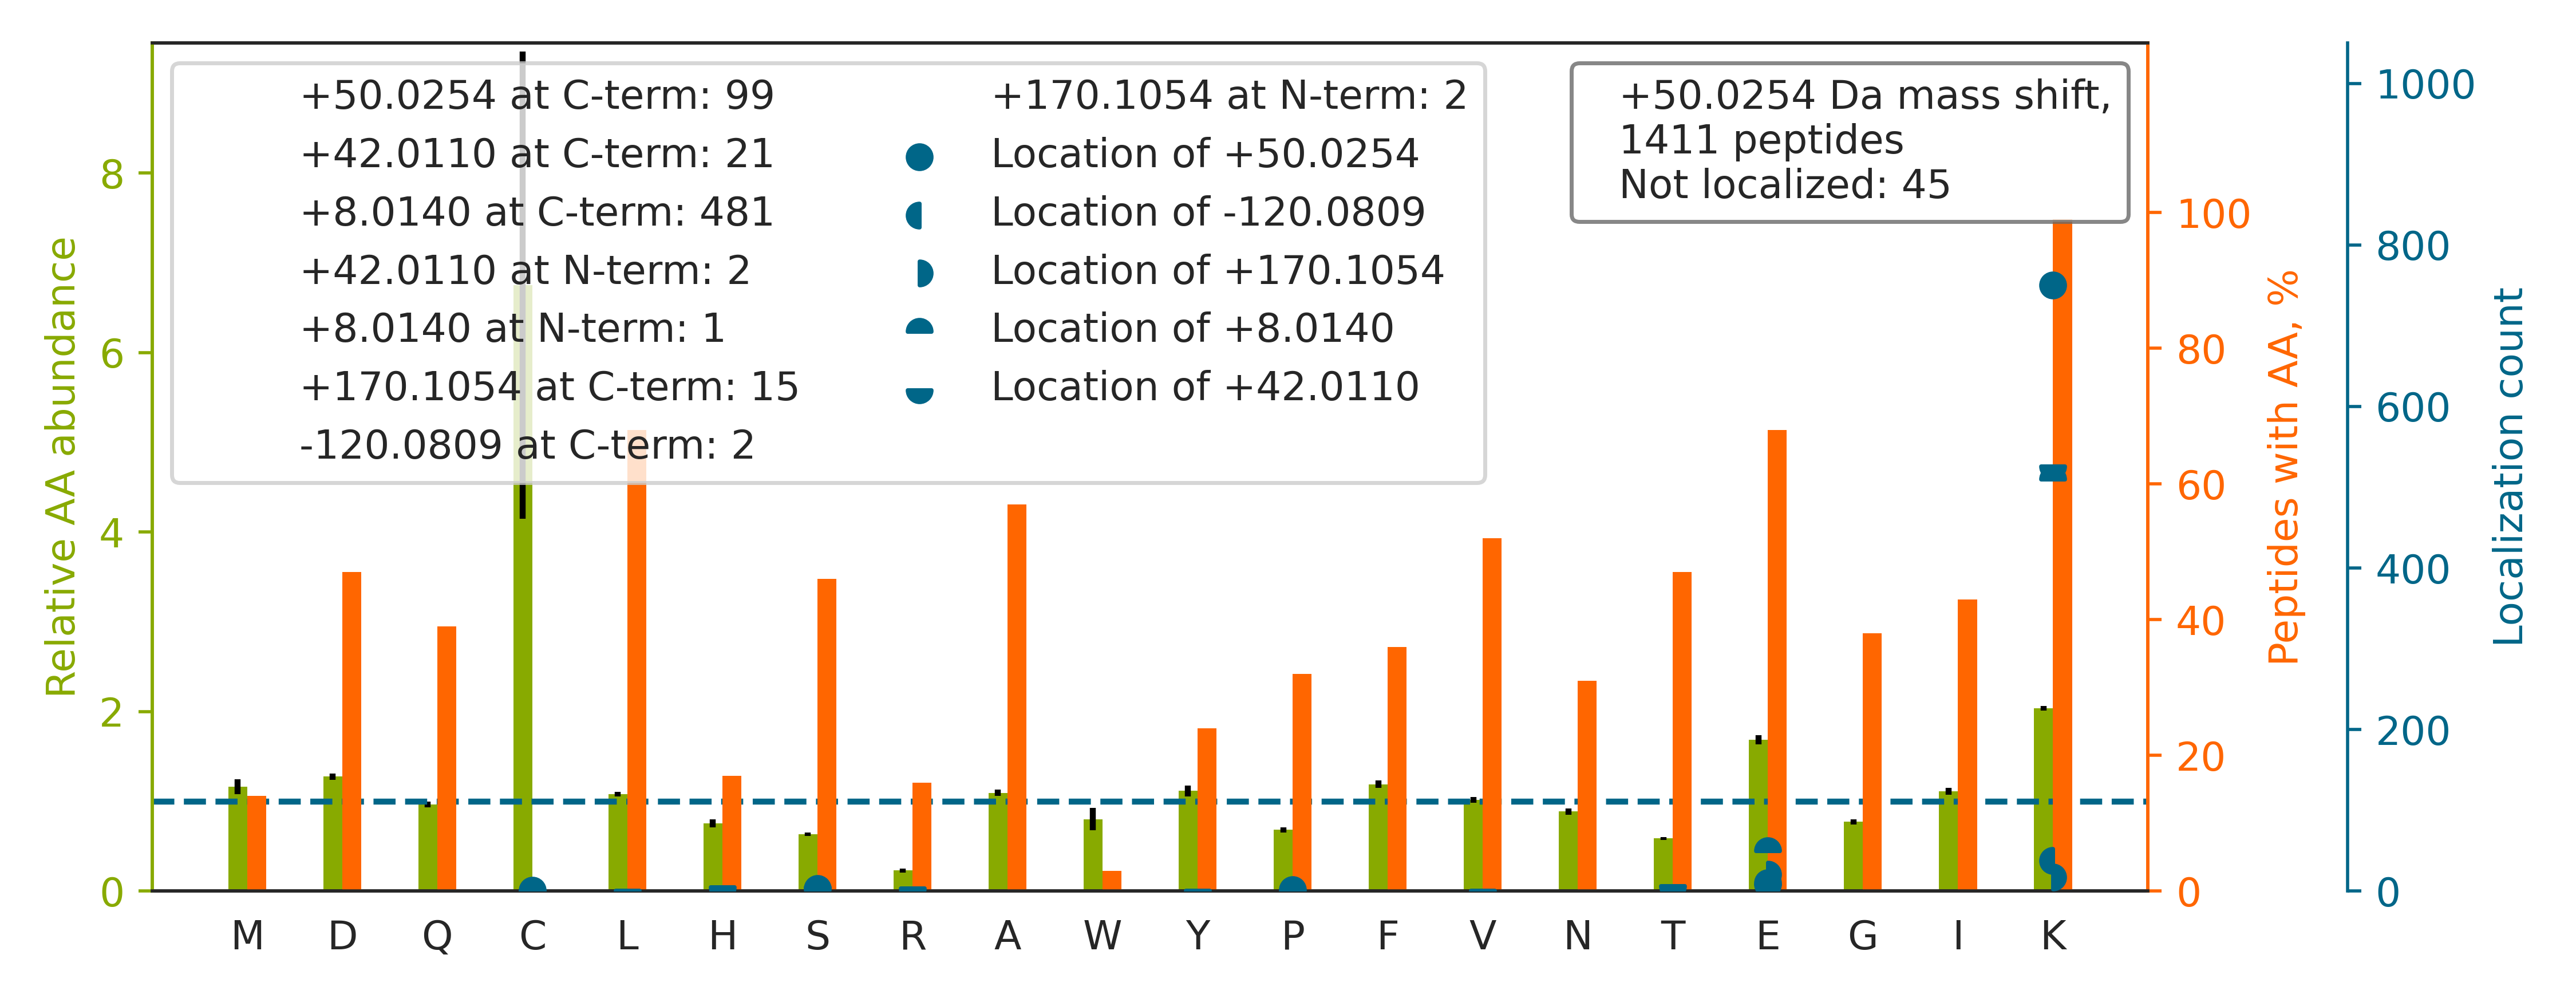 +50.0254 at C-term: 99
+42.0110 at C-term: 21
+8.0140 at C-term: 481
+42.0110 at N-term: 2
+8.0140 at N-term: 1
+170.1054 at C-term: 15
-120.0809 at C-term: 2
+170.1054 at N-term: 2
Location of +50.0254
Location of -120.0809
Location of +170.1054
Location of +8.0140
Location of +42.0110
+50.0254 Da mass shift,
1411 peptides
Not localized: 45
Relative AA abundance
8
6
4
2
0
100
80
60
40
20
0
Peptides with AA, %
1000
800
600
400
200
0
Localization count
M D Q C L H S R A W Y P F V N T E G I K